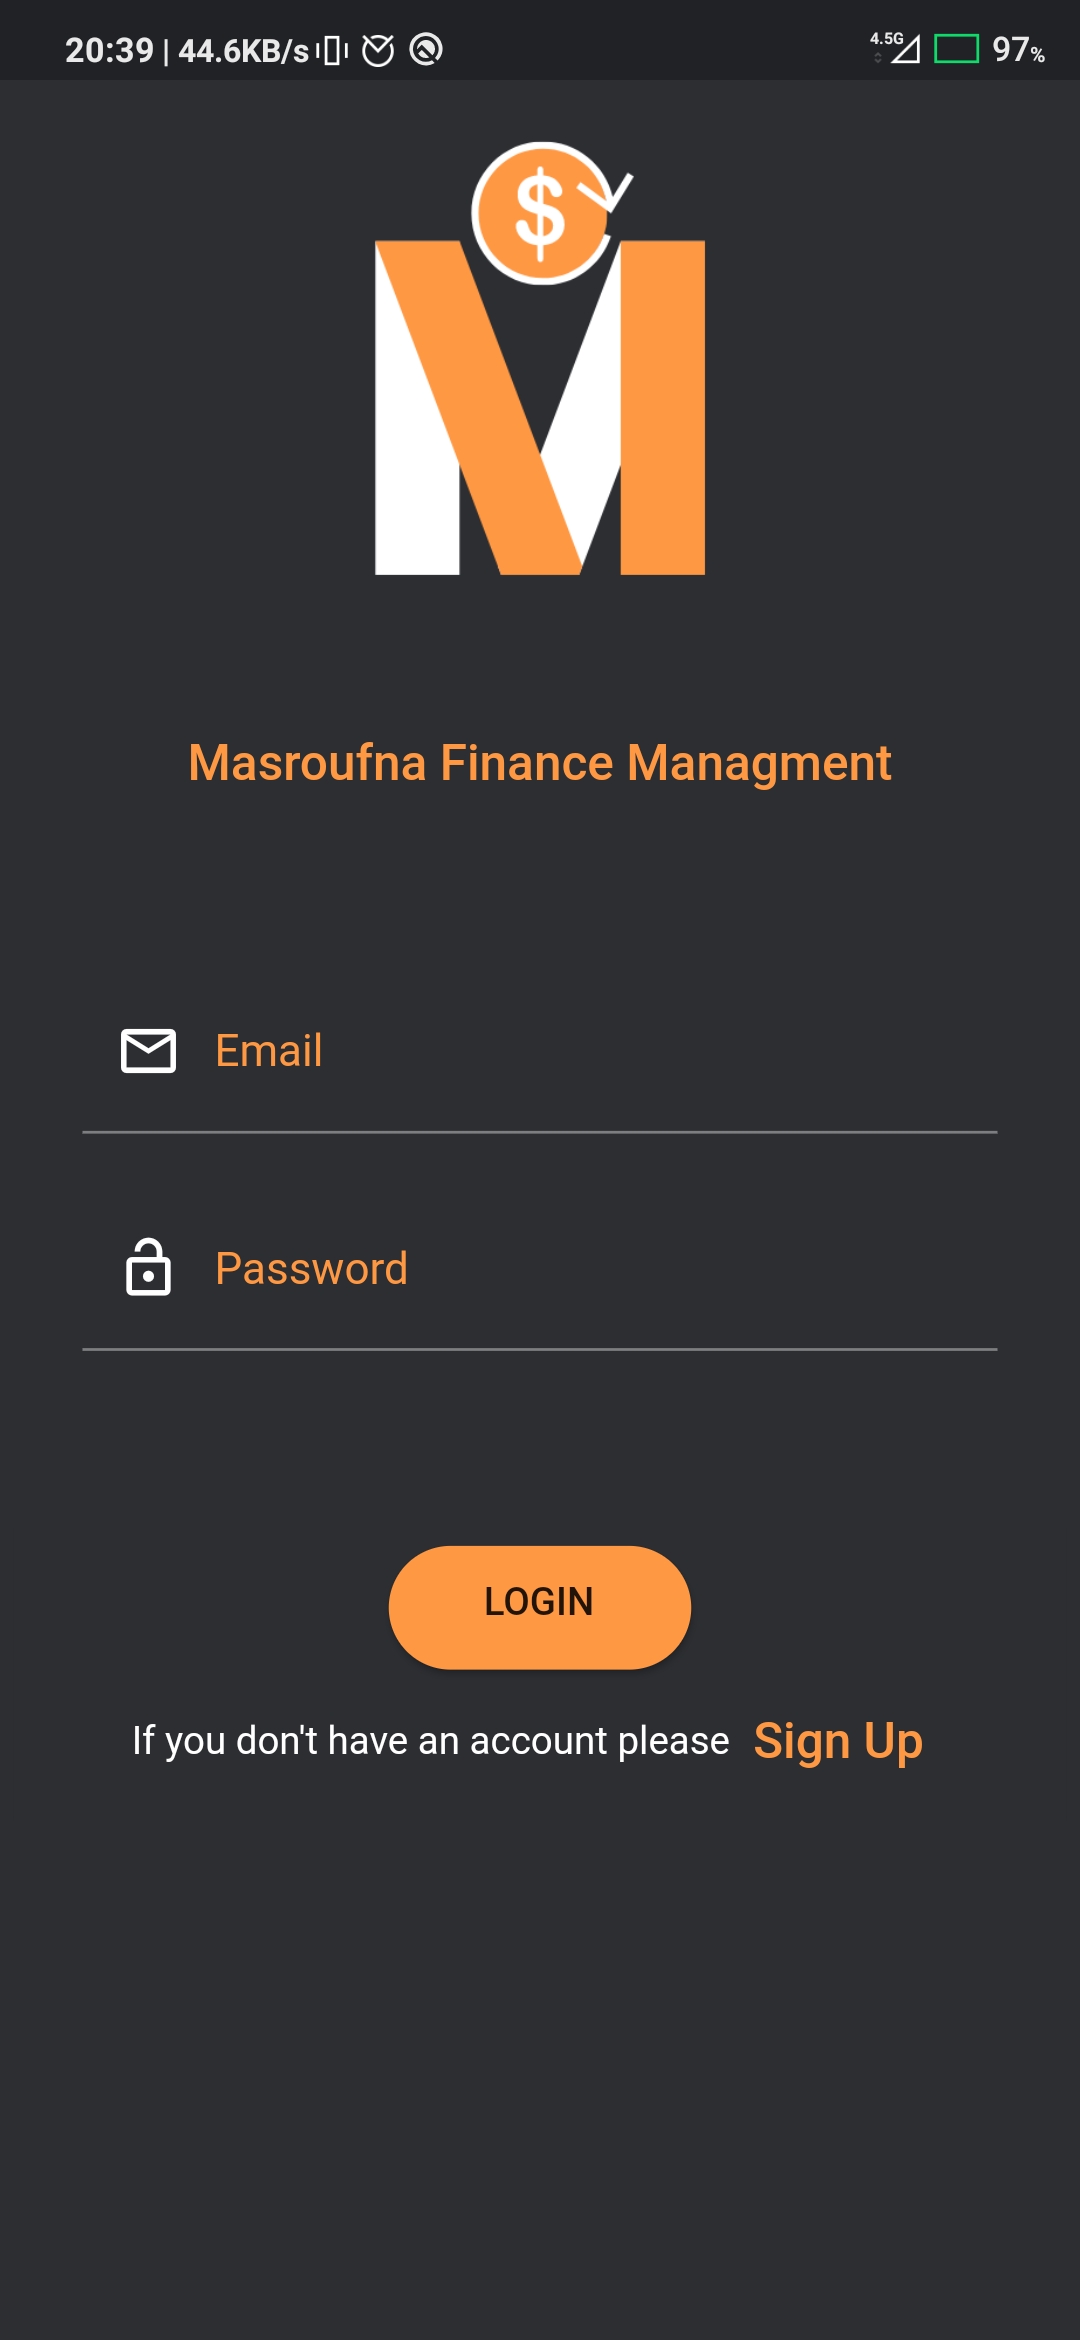 20:39 | 44.6KB/s 4.5G 97%
$
M
Masroufna Finance Managment
Email
Password
LOGIN
If you don't have an account please Sign Up